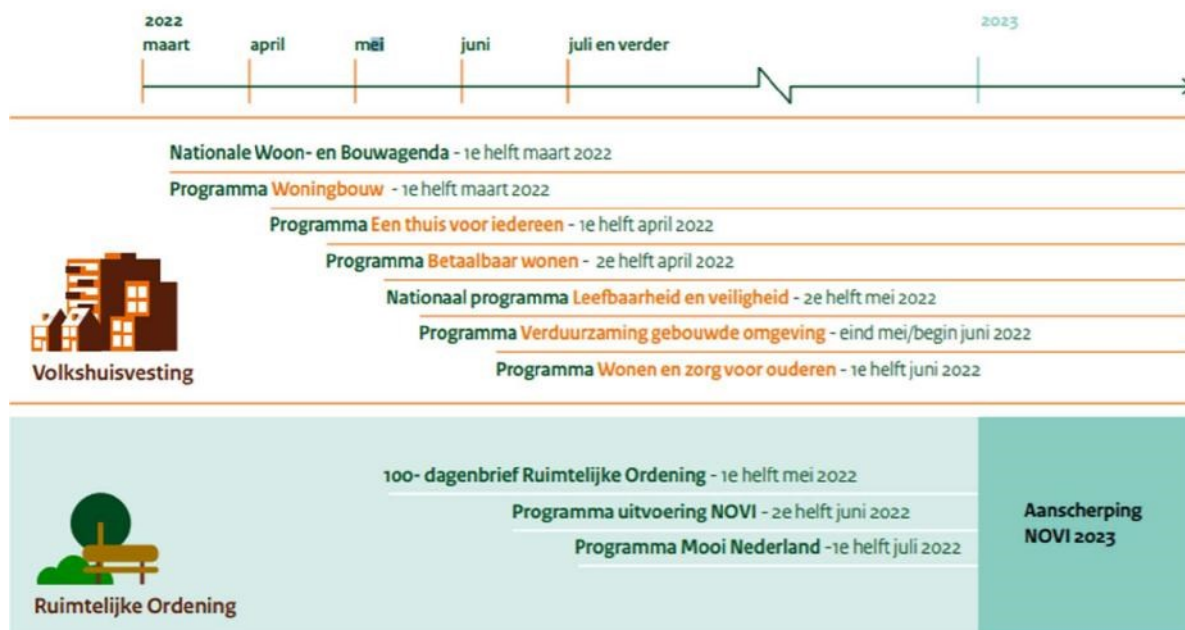 2022
2023
maart
april
mei
juni
juli en verder
Nationale Woon- en Bouwagenda - 1e helft maart 2022
Programma Woningbouw - 1e helft maart 2022
Programma Een thuis voor iedereen - 1e helft april 2022
Programma Betaalbaar wonen - 2e helft april 2022
Nationaal programma Leefbaarheid en veiligheid - 2e helft mei 2022
Programma Verduurzaming gebouwde omgeving - eind mei/begin juni 2022
Programma Wonen en zorg voor ouderen - 1e helft juni 2022
Volkshuisvesting
100- dagenbrief Ruimtelijke Ordening - 1e helft mei 2022
Programma uitvoering NOVI - 2e helft juni 2022
Programma Mooi Nederland -1e helft juli 2022
Aanscherping
NOVI 2023
Ruimtelijke Ordening